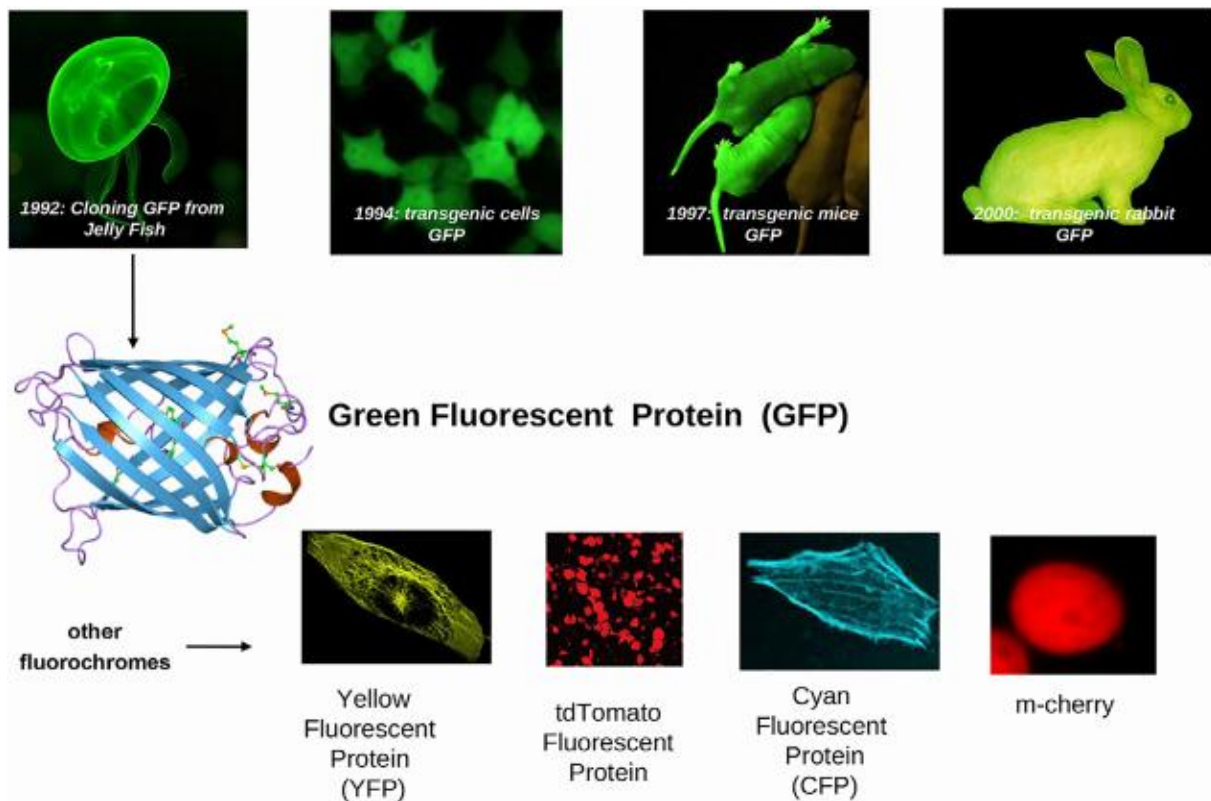 1992: Cloning GFP from
Jelly Fish
1994: transgenic cells
GFP
1997: transgenic mice
GFP
2000: transgenic rabbit
GFP
Green Fluorescent Protein (GFP)
other
fluorochromes
Yellow
Fluorescent
Protein
(YFP)
tdTomato
Fluorescent
Protein
Cyan
Fluorescent
Protein
(CFP)
m-cherry